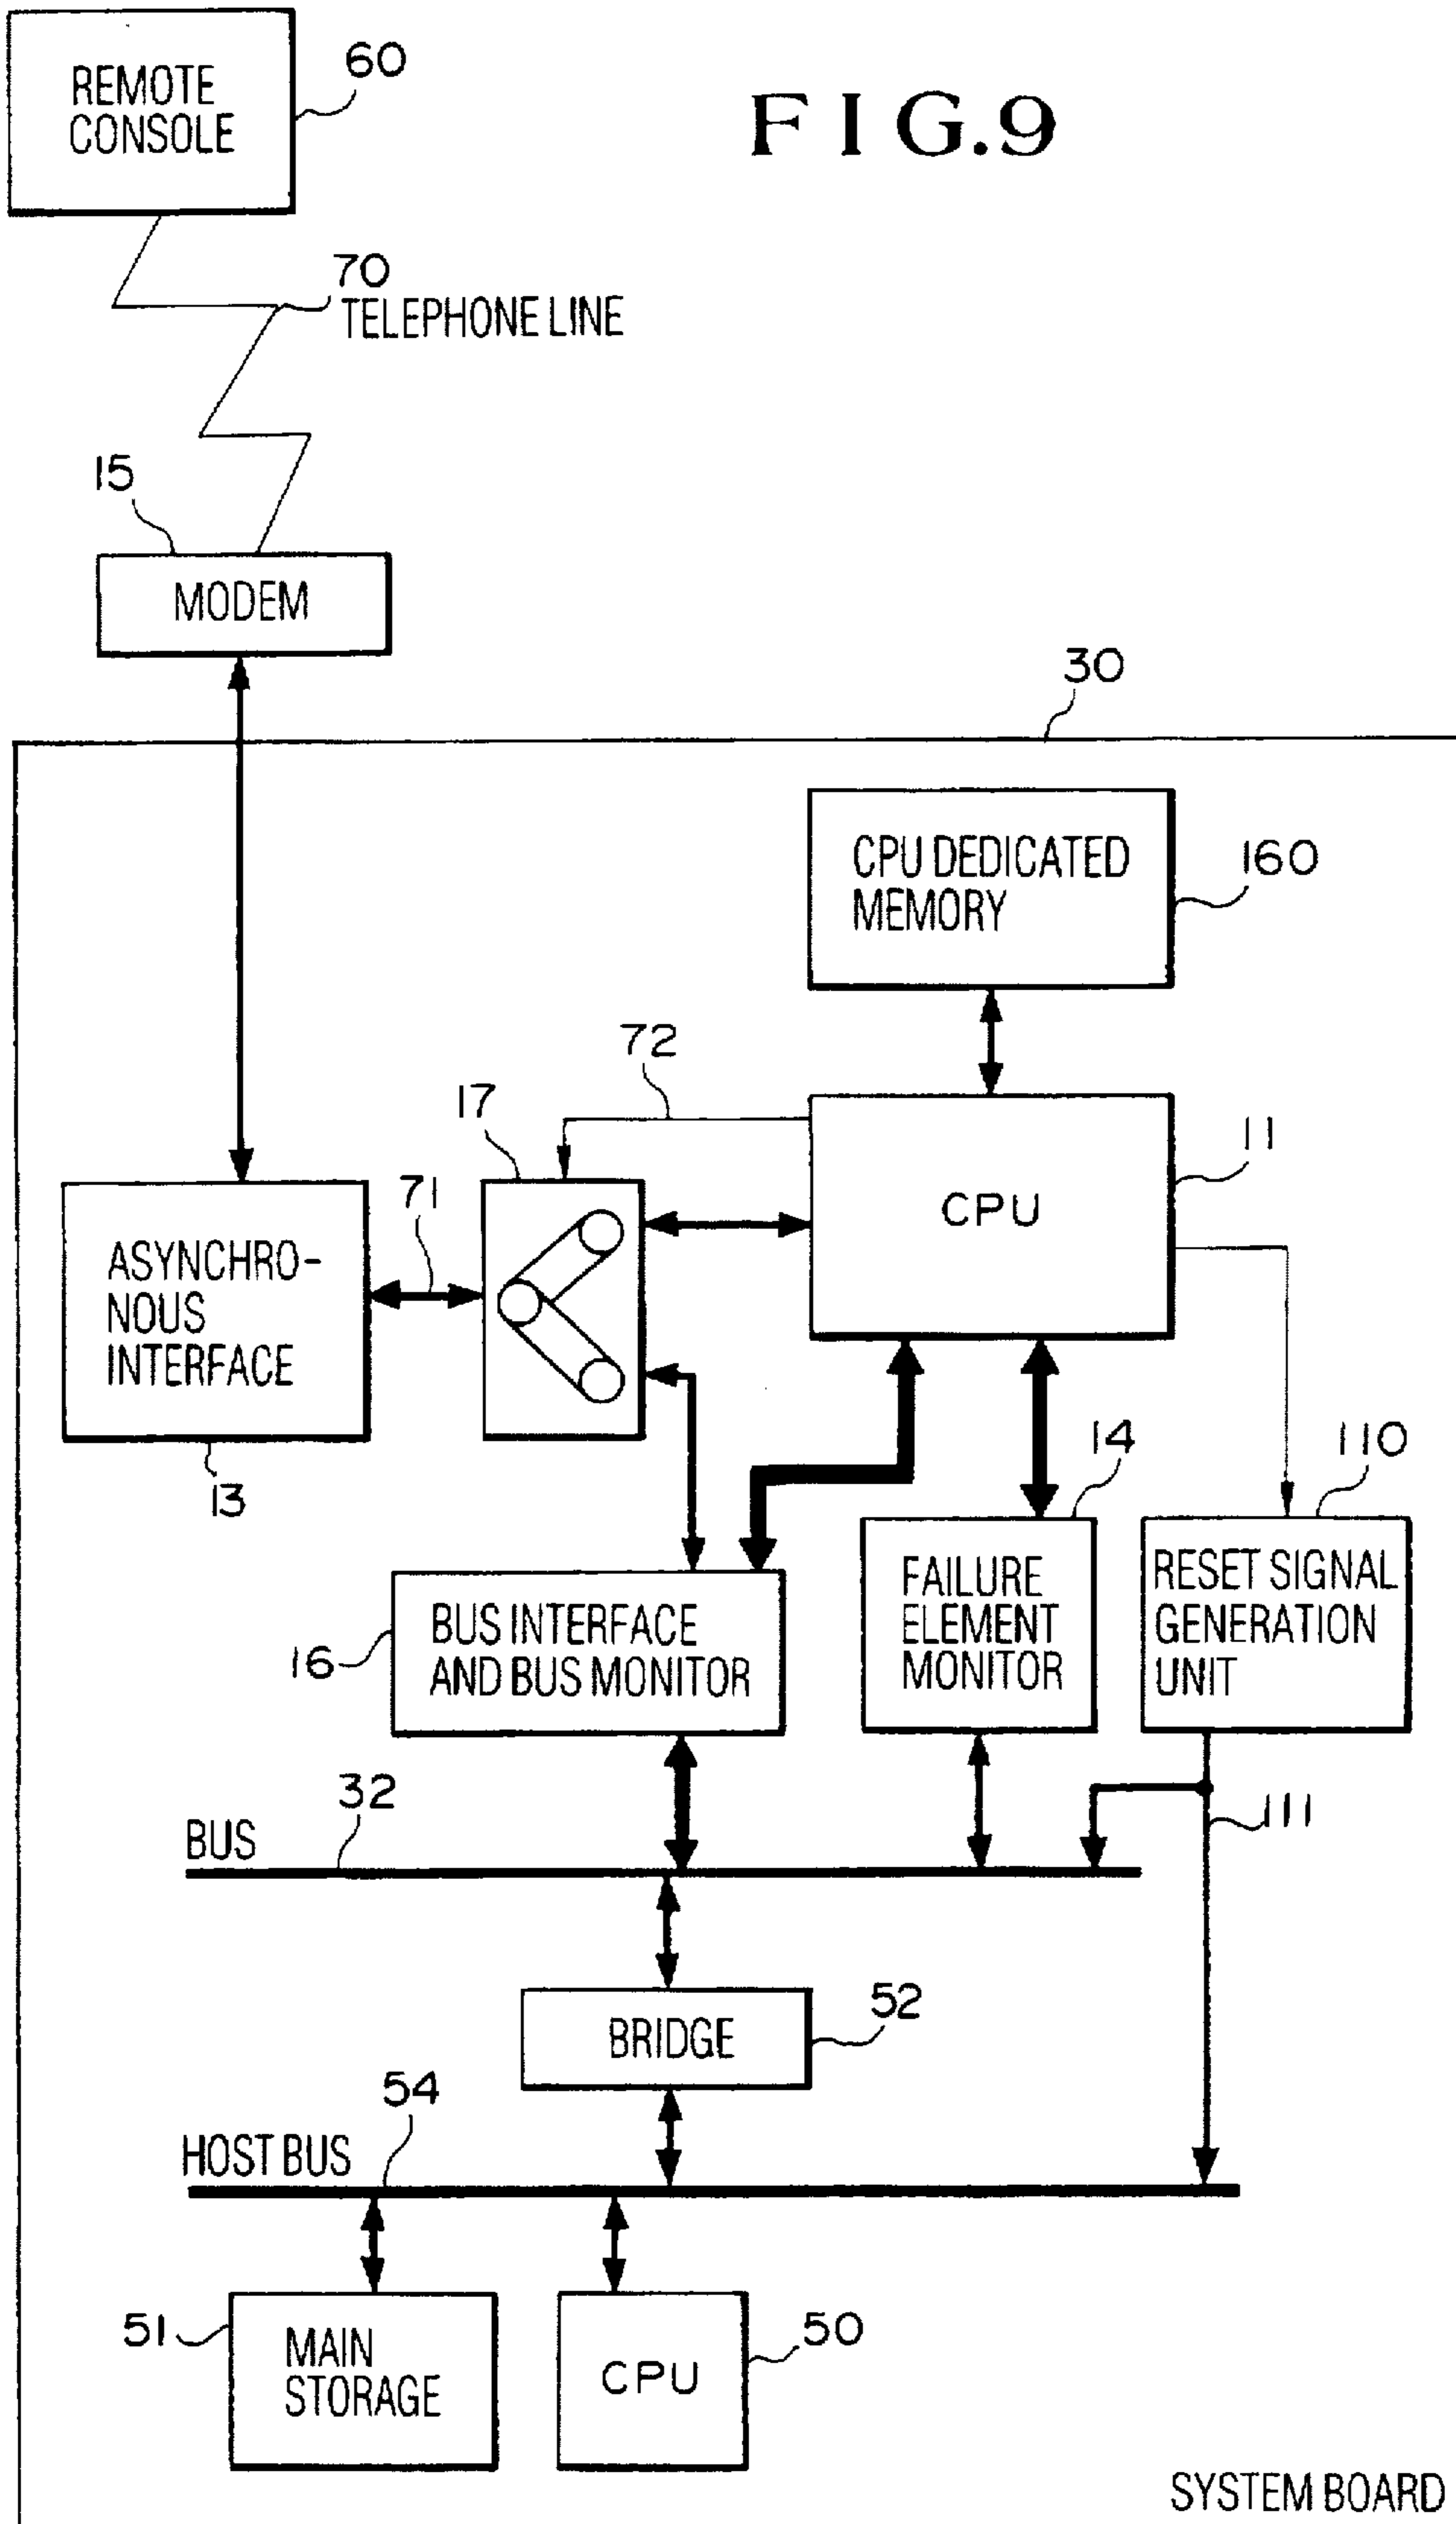 REMOTE
CONSOLE
60
FIG.9
70
TELEPHONE LINE
15
MODEM
30
CPU DEDICATED
MEMORY
160
72
17
11
CPU
71
ASYNCHRO-
NOUS
INTERFACE
13
14
110
FAILURE
ELEMENT
MONITOR
RESET SIGNAL
GENERATION
UNIT
BUS INTERFACE
AND BUS MONITOR
16
32
BUS
111
52
BRIDGE
54
HOST BUS
51
MAIN
STORAGE
50
CPU
SYSTEM BOARD